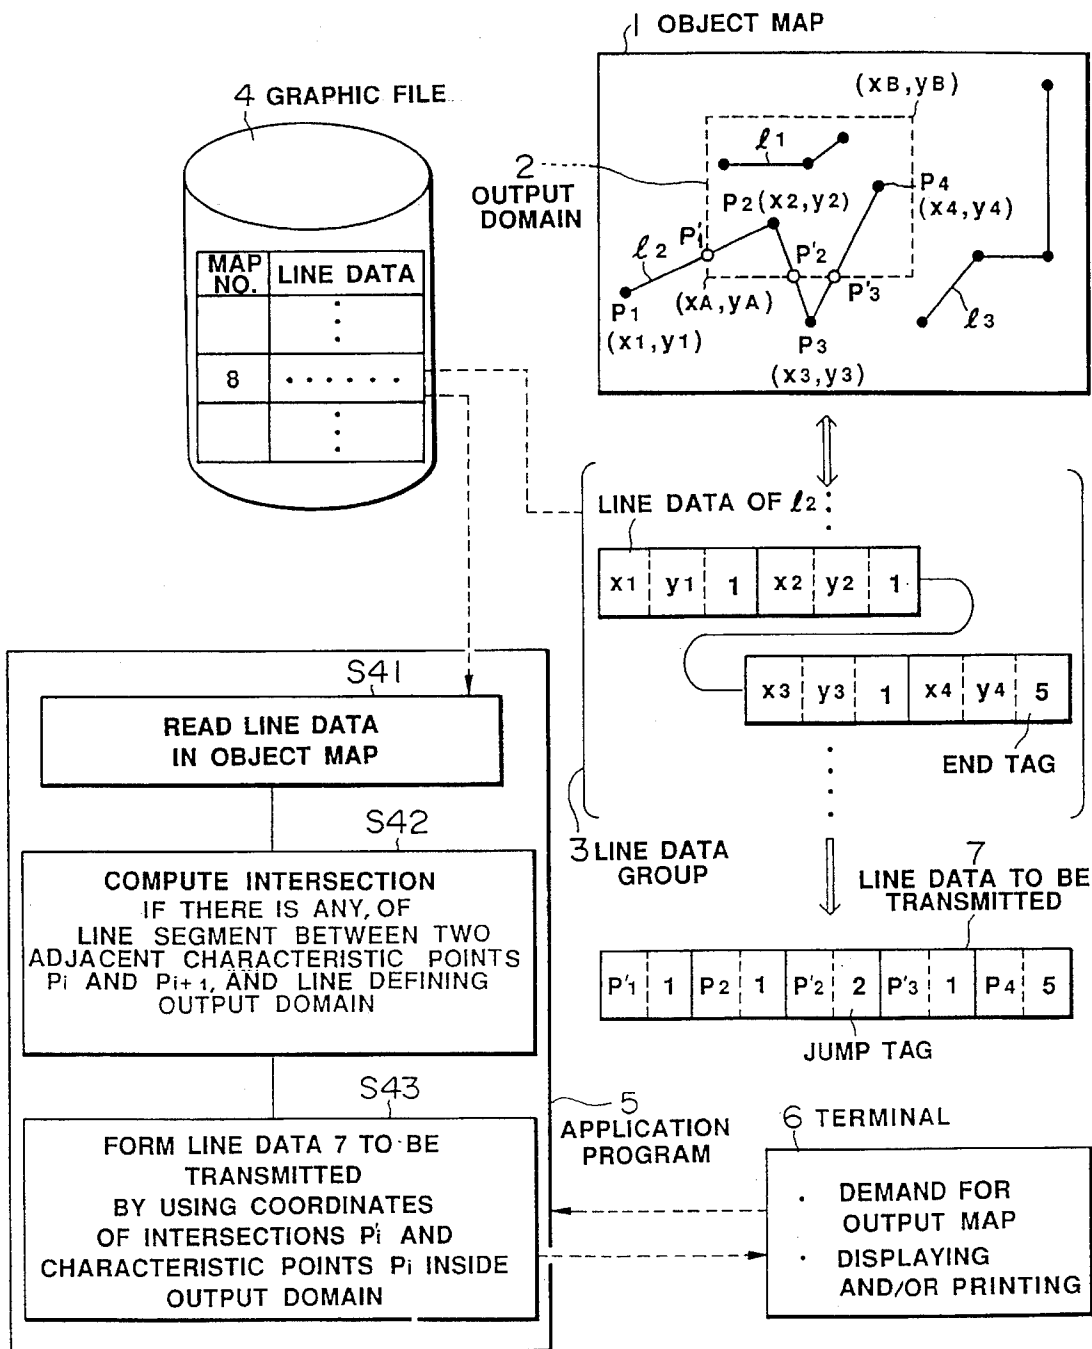 1 OBJECT MAP
(xB,yB)
ℓ1
2
OUTPUT
DOMAIN
P2(x2,y2)
P4
(x4,y4)
P'1
P'2
P'3
ℓ2
(xA,yA)
P1
(x1,y1)
P3
(x3,y3)
ℓ3
4 GRAPHIC FILE
MAP
NO.
LINE DATA
8
LINE DATA OF ℓ2
x1 y1 1 x2 y2 1
x3 y3 1 x4 y4 5
END TAG
3 LINE DATA
GROUP
7
LINE DATA TO BE
TRANSMITTED
P'1 1 P2 1 P'2 2 P'3 1 P4 5
JUMP TAG
S41
READ LINE DATA
IN OBJECT MAP
S42
COMPUTE INTERSECTION
IF THERE IS ANY, OF
LINE SEGMENT BETWEEN TWO
ADJACENT CHARACTERISTIC POINTS
Pi AND Pi+1, AND LINE DEFINING
OUTPUT DOMAIN
S43
FORM LINE DATA 7 TO BE
TRANSMITTED
BY USING COORDINATES
OF INTERSECTIONS P'i AND
CHARACTERISTIC POINTS Pi INSIDE
OUTPUT DOMAIN
5
APPLICATION
PROGRAM
6 TERMINAL
· DEMAND FOR
OUTPUT MAP
· DISPLAYING
AND/OR PRINTING